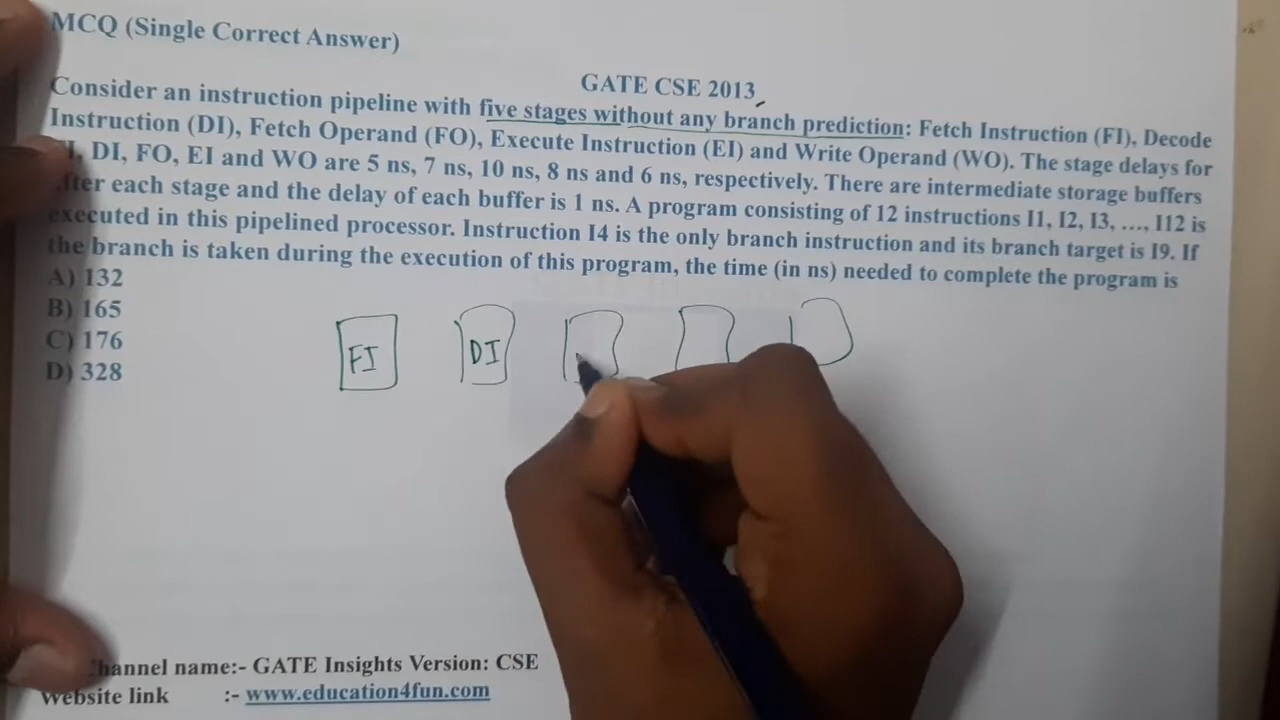 MCQ (Single Correct Answer)
GATE CSE 2013
Consider an instruction pipeline with five stages without any branch prediction: Fetch Instruction (FI), Decode
Instruction (DI), Fetch Operand (FO), Execute Instruction (EI) and Write Operand (WO). The stage delays for
DI, FO, EI and WO are 5 ns, 7 ns, 10 ns, 8 ns and 6 ns, respectively. There are intermediate storage buffers
after each stage and the delay of each buffer is 1 ns. A program consisting of 12 instructions I1, I2, I3, ..., I12 is
executed in this pipelined processor. Instruction I4 is the only branch instruction and its branch target is I9. If
the branch is taken during the execution of this program, the time (in ns) needed to complete the program is
A) 132
B) 165
C) 176
D) 328
FI DI
Channel name:- GATE Insights Version: CSE
Website link :- www.education4fun.com